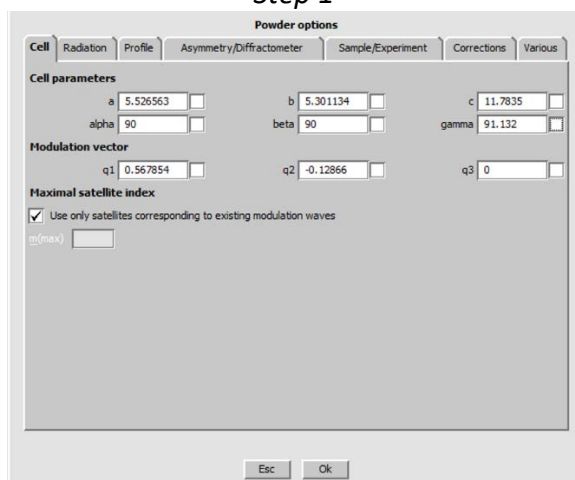 Step 1
Powder options
Cell Radiation Profile Asymmetry/Diffractometer Sample/Experiment Corrections Various
Cell parameters
a 5.526563 b 5.301134 c 11.7835
alpha 90 beta 90 gamma 91.132
Modulation vector
q1 0.567854 q2 -0.12866 q3 0
Maximal satellite index
Use only satellites corresponding to existing modulation waves
m(max)
Esc Ok